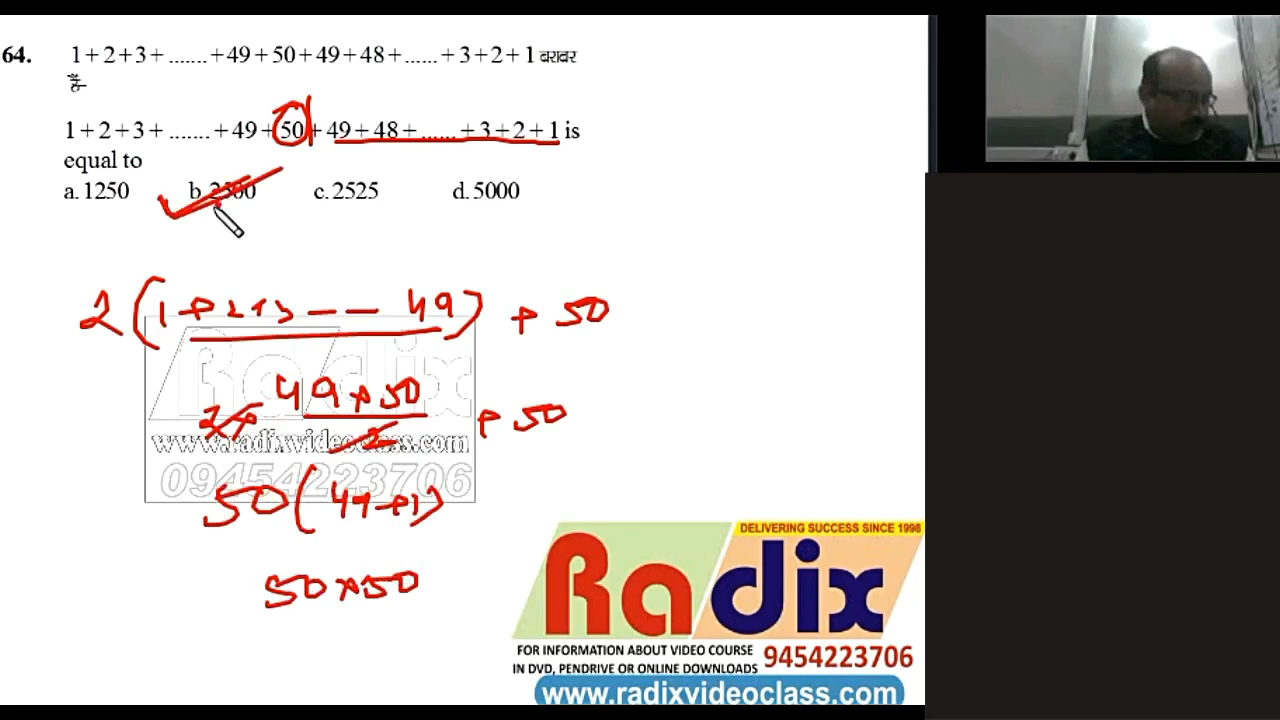 64. 1 + 2 + 3 + ....... + 49 + 50 + 49 + 48 + ...... + 3 + 2 + 1 बराबर
है-
1 + 2 + 3 + ....... + 49 + 50 + 49 + 48 + ...... + 3 + 2 + 1 is
equal to
a. 1250 b. 2500 c. 2525 d. 5000
2 (1 + 2 + 3 — — 49) + 50
2 × 49 × 50 / 2 + 50
50 (49 + 1)
50 × 50
Radix
www.radixvideoclass.com
09454223706
DELIVERING SUCCESS SINCE 1998
Radix
FOR INFORMATION ABOUT VIDEO COURSE
IN DVD, PENDRIVE OR ONLINE DOWNLOADS 9454223706
www.radixvideoclass.com